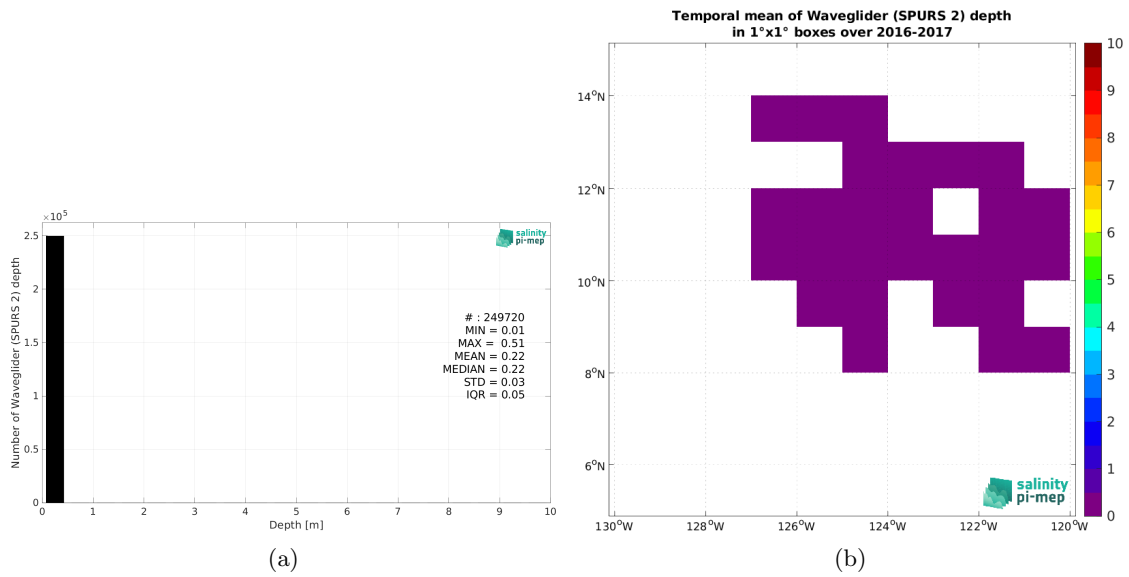 ×10⁵
2.5
2
1.5
1
0.5
0
Number of Waveglider (SPURS 2) depth
salinity
pi-mep
# : 249720
MIN = 0.01
MAX = 0.51
MEAN = 0.22
MEDIAN = 0.22
STD = 0.03
IQR = 0.05
0 1 2 3 4 5 6 7 8 9 10
Depth [m]
(a)
Temporal mean of Waveglider (SPURS 2) depth
in 1°x1° boxes over 2016-2017
14°N
12°N
10°N
8°N
6°N
130°W 128°W 126°W 124°W 122°W 120°W
salinity
pi-mep
10
9
8
7
6
5
4
3
2
1
0
(b)